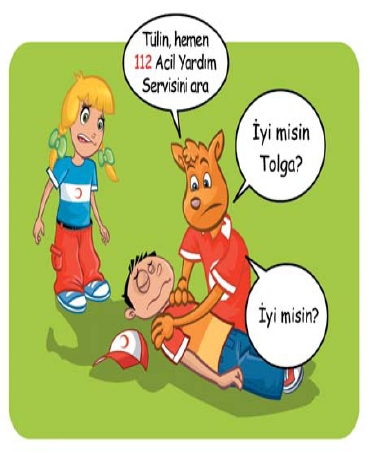 Tülin, hemen
112 Acil Yardım
Servisini ara
İyi misin
Tolga?
İyi misin?